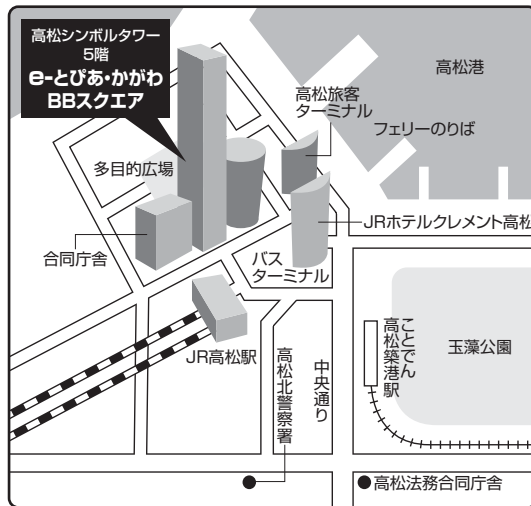 高松シンボルタワー
5階
e-とぴあ・かがわ
BBスクエア
高松港
高松旅客
ターミナル
フェリーのりば
多目的広場
JRホテルクレメント高松
合同庁舎
バス
ターミナル
JR高松駅
高松北警察署
中央通り
ことでん
高松築港駅
玉藻公園
高松法務合同庁舎